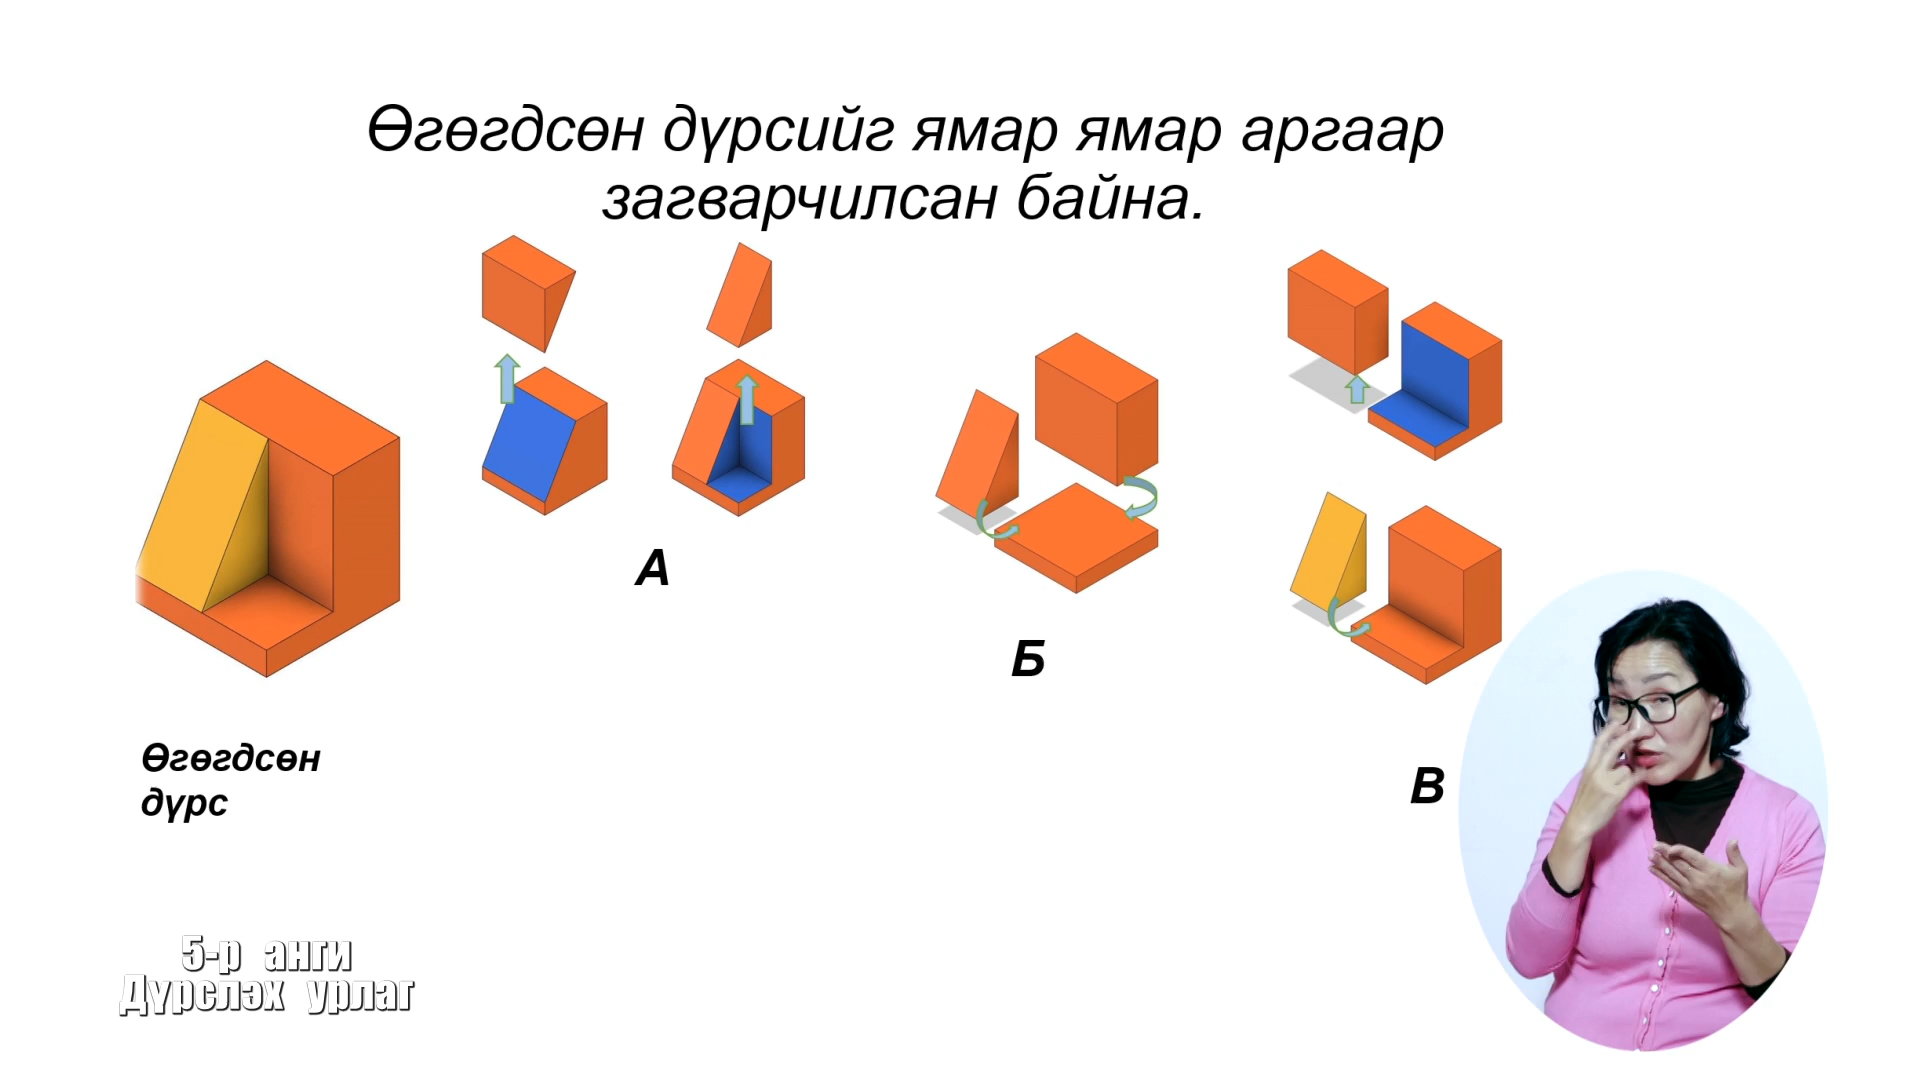 Өгөгдсөн дүрсийг ямар ямар аргаар
загварчилсан байна.
А
Б
В
Өгөгдсөн
дүрс
5-р анги
Дүрслэх урлаг